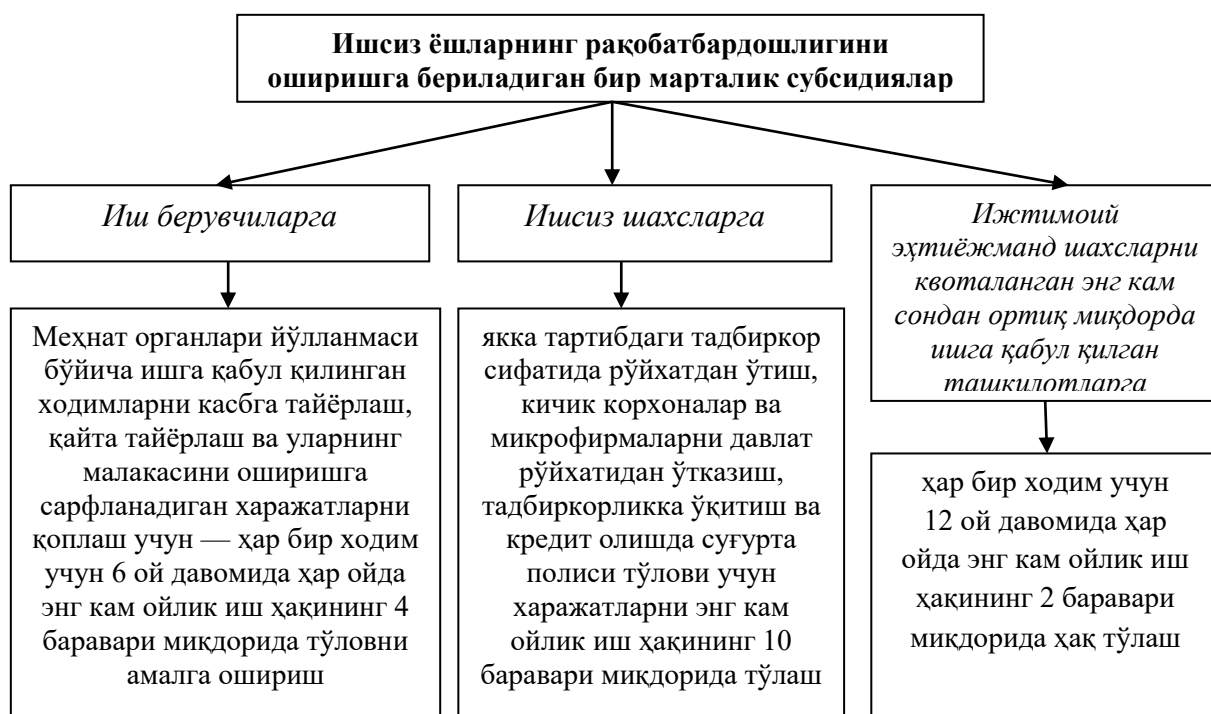 Ишсиз ёшларнинг рақобатбардошлигини
оширишга бериладиган бир марталик субсидиялар
Иш берувчиларга
Меҳнат органлари йўлланмаси
бўйича ишга қабул қилинган
ходимларни касбга тайёрлаш,
қайта тайёрлаш ва уларнинг
малакасини оширишга
сарфланадиган харажатларни
қоплаш учун — ҳар бир ходим
учун 6 ой давомида ҳар ойда
энг кам ойлик иш ҳақининг 4
баравари миқдорида тўловни
амалга ошириш
Ишсиз шахсларга
якка тартибдаги тадбиркор
сифатида рўйхатдан ўтиш,
кичик корхоналар ва
микрофирмаларни давлат
рўйхатидан ўтказиш,
тадбиркорликка ўқитиш ва
кредит олишда суғурта
полиси тўлови учун
харажатларни энг кам
ойлик иш ҳақининг 10
баравари миқдорида тўлаш
Ижтимоий
эҳтиёжманд шахсларни
квоталанган энг кам
сондан ортиқ миқдорда
ишга қабул қилган
ташкилотларга
ҳар бир ходим учун
12 ой давомида ҳар
ойда энг кам ойлик иш
ҳақининг 2 баравари
миқдорида ҳақ тўлаш